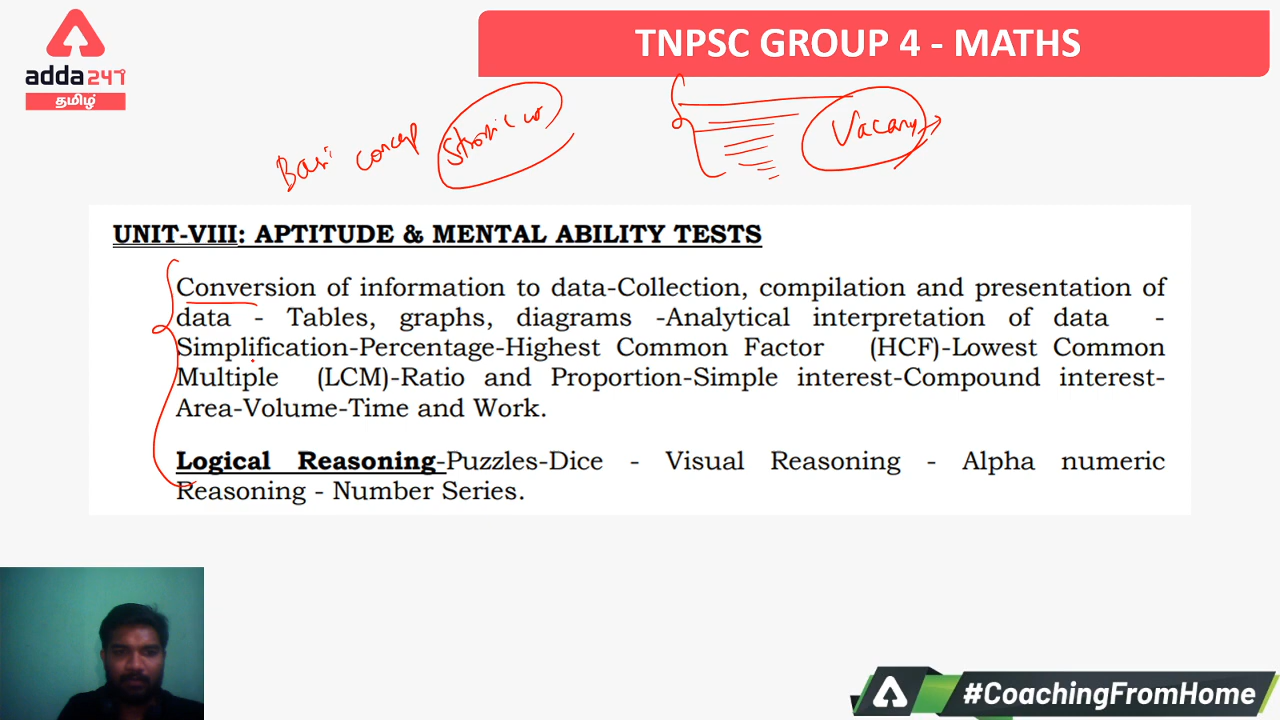 TNPSC GROUP 4 - MATHS
adda247
தமிழ்
Vacancy
concep
UNIT-VIII: APTITUDE & MENTAL ABILITY TESTS
Conversion of information to data-Collection, compilation and presentation of
data - Tables, graphs, diagrams -Analytical interpretation of data -
Simplification-Percentage-Highest Common Factor (HCF)-Lowest Common
Multiple (LCM)-Ratio and Proportion-Simple interest-Compound interest-
Area-Volume-Time and Work.
Logical Reasoning-Puzzles-Dice - Visual Reasoning - Alpha numeric
Reasoning - Number Series.
#CoachingFromHome